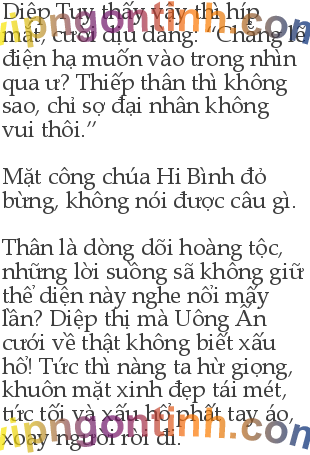 Diệp Tuy thấy vậy thì híp
mắt, cười dịu dàng: “Chẳng lẽ
điện hạ muốn vào trong nhìn
qua ư? Thiếp thân thì không
sao, chỉ sợ đại nhân không
vui thôi.”
Mặt công chúa Hi Bình đỏ
bừng, không nói được câu gì.
Thân là dòng dõi hoàng tộc,
những lời suồng sã không giữ
thể diện này nghe nổi mấy
lần? Diệp thị mà Uông Ấn
cưới về thật không biết xấu
hổ! Tức thì nàng ta hừ giọng,
khuôn mặt xinh đẹp tái mét,
tức tối và xấu hổ phất tay áo,
xoay người rời đi.
vipngontinh.com
vipngontinh.com